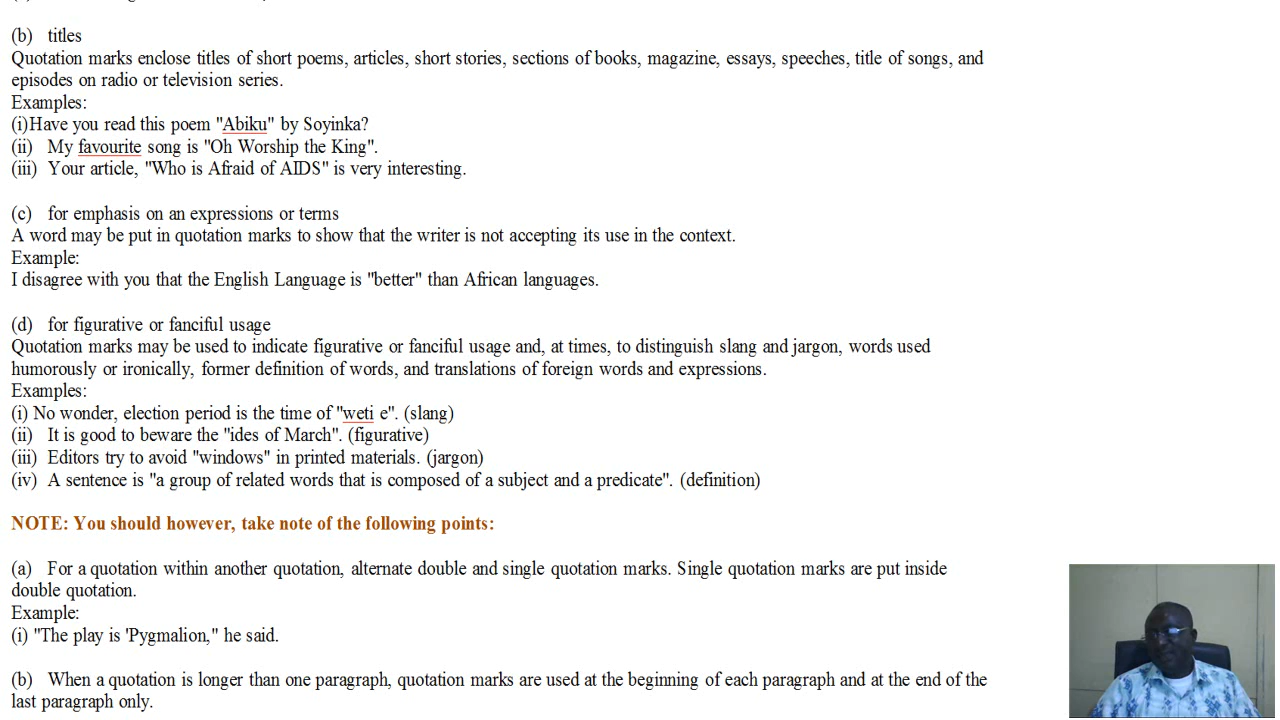 (b) titles
Quotation marks enclose titles of short poems, articles, short stories, sections of books, magazine, essays, speeches, title of songs, and
episodes on radio or television series.
Examples:
(i)Have you read this poem "Abiku" by Soyinka?
(ii) My favourite song is "Oh Worship the King".
(iii) Your article, "Who is Afraid of AIDS" is very interesting.
(c) for emphasis on an expressions or terms
A word may be put in quotation marks to show that the writer is not accepting its use in the context.
Example:
I disagree with you that the English Language is "better" than African languages.
(d) for figurative or fanciful usage
Quotation marks may be used to indicate figurative or fanciful usage and, at times, to distinguish slang and jargon, words used
humorously or ironically, former definition of words, and translations of foreign words and expressions.
Examples:
(i) No wonder, election period is the time of "weti e". (slang)
(ii) It is good to beware the "ides of March". (figurative)
(iii) Editors try to avoid "windows" in printed materials. (jargon)
(iv) A sentence is "a group of related words that is composed of a subject and a predicate". (definition)
NOTE: You should however, take note of the following points:
(a) For a quotation within another quotation, alternate double and single quotation marks. Single quotation marks are put inside
double quotation.
Example:
(i) "The play is 'Pygmalion," he said.
(b) When a quotation is longer than one paragraph, quotation marks are used at the beginning of each paragraph and at the end of the
last paragraph only.